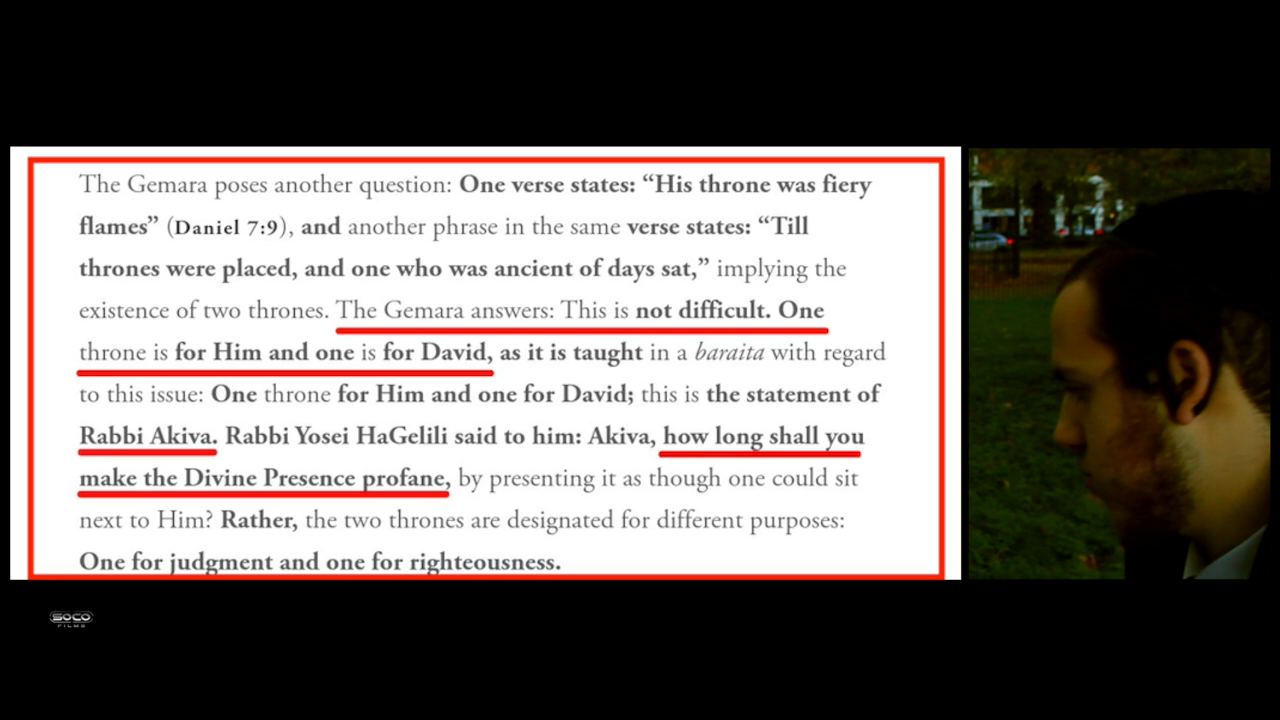 The Gemara poses another question: One verse states: “His throne was fiery
flames” (Daniel 7:9), and another phrase in the same verse states: “Till
thrones were placed, and one who was ancient of days sat,” implying the
existence of two thrones. The Gemara answers: This is not difficult. One
throne is for Him and one is for David, as it is taught in a baraita with regard
to this issue: One throne for Him and one for David; this is the statement of
Rabbi Akiva. Rabbi Yosei HaGelili said to him: Akiva, how long shall you
make the Divine Presence profane, by presenting it as though one could sit
next to Him? Rather, the two thrones are designated for different purposes:
One for judgment and one for righteousness.
SOCO
FILMS